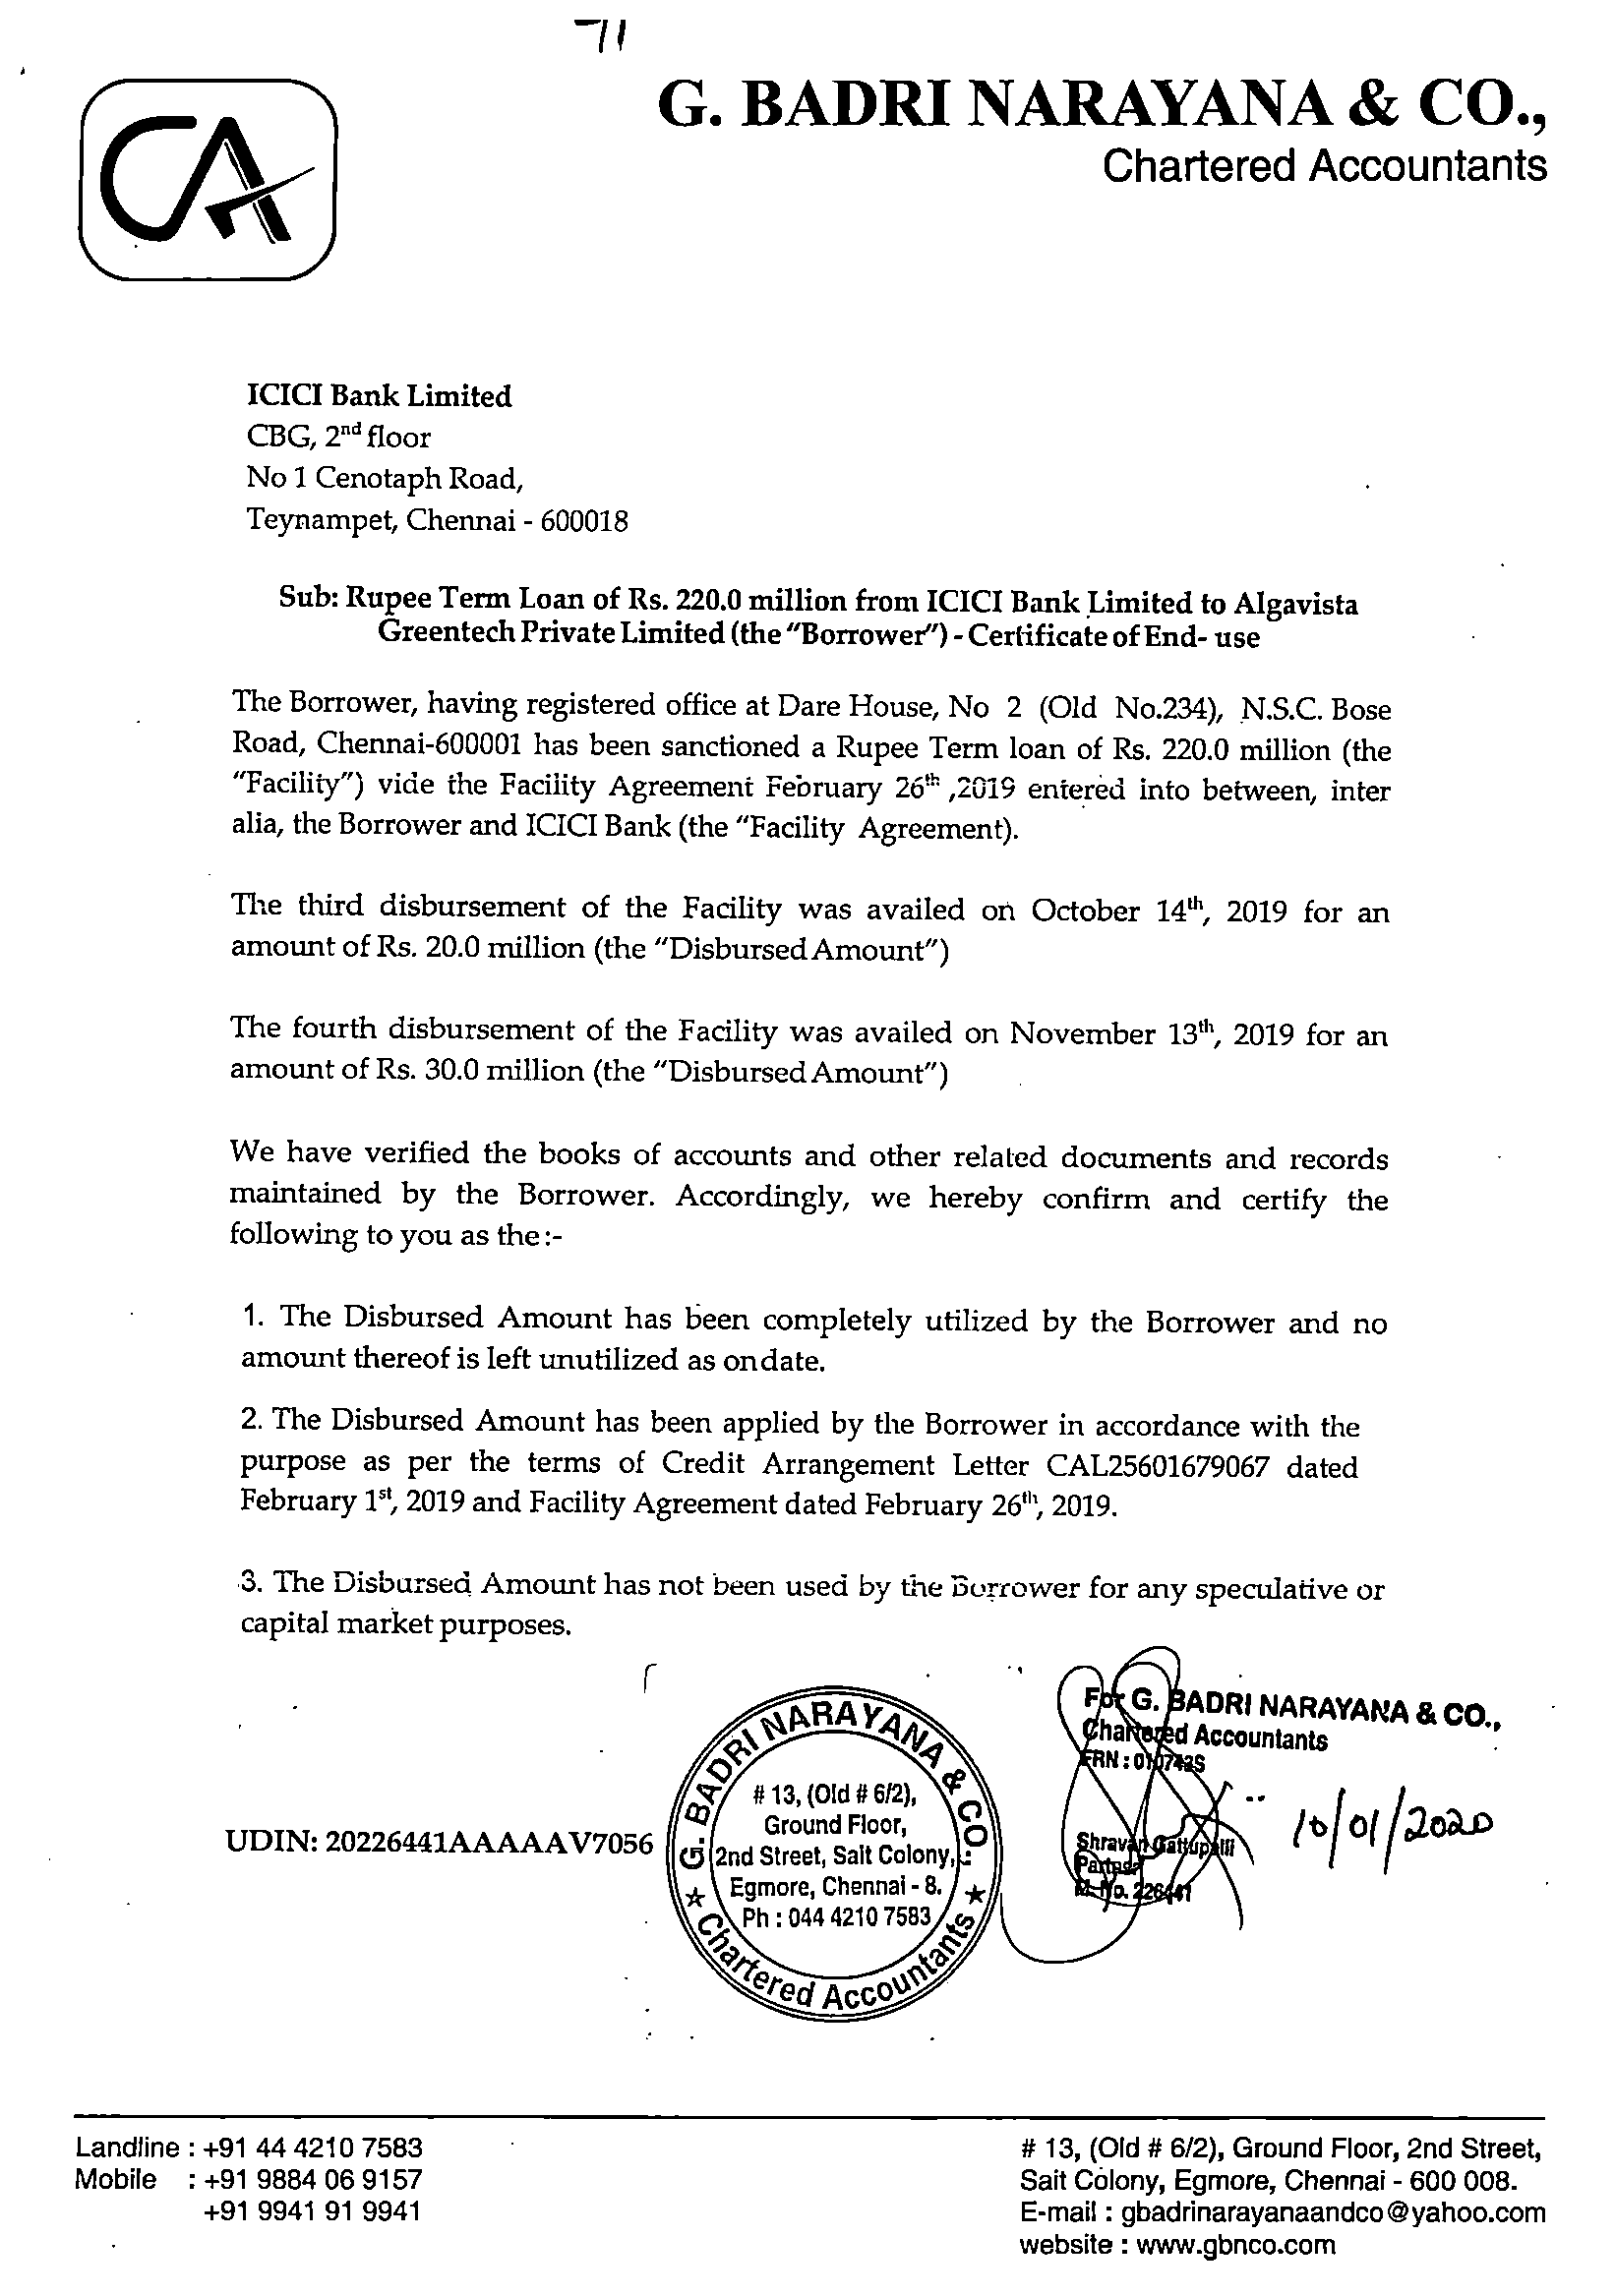 71
G. BADRI NARAYANA & CO.,
Chartered Accountants
CA
ICICI Bank Limited
CBG, 2nd floor
No 1 Cenotaph Road,
Teynampet, Chennai - 600018
Sub: Rupee Term Loan of Rs. 220.0 million from ICICI Bank Limited to Algavista
Greentech Private Limited (the "Borrower") - Certificate of End- use
The Borrower, having registered office at Dare House, No 2 (Old No.234), N.S.C. Bose
Road, Chennai-600001 has been sanctioned a Rupee Term loan of Rs. 220.0 million (the
"Facility") vide the Facility Agreement February 26th ,2019 entered into between, inter
alia, the Borrower and ICICI Bank (the "Facility Agreement).
The third disbursement of the Facility was availed on October 14th, 2019 for an
amount of Rs. 20.0 million (the "Disbursed Amount")
The fourth disbursement of the Facility was availed on November 13th, 2019 for an
amount of Rs. 30.0 million (the "Disbursed Amount")
We have verified the books of accounts and other related documents and records
maintained by the Borrower. Accordingly, we hereby confirm and certify the
following to you as the :-
1. The Disbursed Amount has been completely utilized by the Borrower and no
amount thereof is left unutilized as on date.
2. The Disbursed Amount has been applied by the Borrower in accordance with the
purpose as per the terms of Credit Arrangement Letter CAL25601679067 dated
February 1st, 2019 and Facility Agreement dated February 26th, 2019.
3. The Disbursed Amount has not been used by the Borrower for any speculative or
capital market purposes.
For G. BADRI NARAYANA & CO.,
Chartered Accountants
FRN : 010743S
UDIN: 20226441AAAAAV7056
G. BADRI NARAYANA & CO.
# 13, (Old # 6/2),
Ground Floor,
2nd Street, Sait Colony,
Egmore, Chennai - 8.
Ph : 044 4210 7583
★ Chartered Accountants ★
Shravan Gattupalli
Partner
M. No. 226441
10/01/2020
Landline : +91 44 4210 7583
Mobile : +91 9884 06 9157
+91 9941 91 9941
# 13, (Old # 6/2), Ground Floor, 2nd Street,
Sait Colony, Egmore, Chennai - 600 008.
E-mail : gbadrinarayanaandco@yahoo.com
website : www.gbnco.com